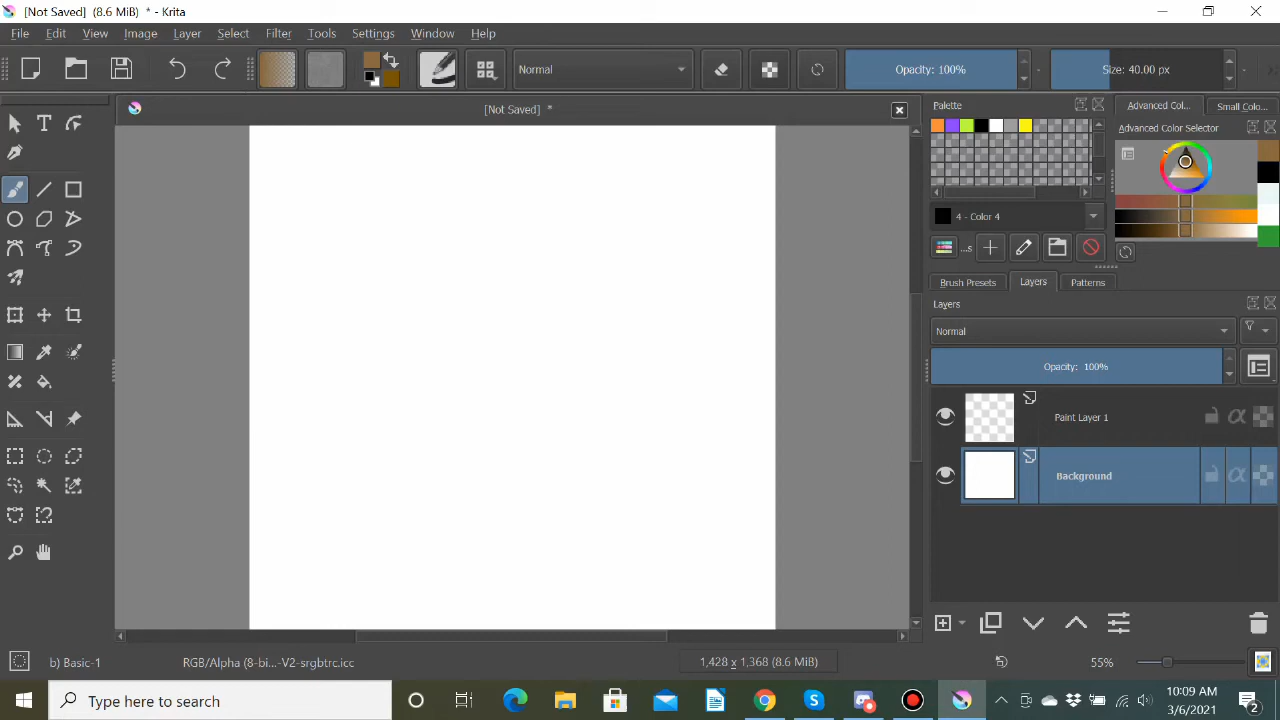 [Not Saved] (8.6 MiB) * - Krita
File Edit View Image Layer Select Filter Tools Settings Window Help
Normal
Opacity: 100%
Size: 40.00 px
[Not Saved] *
Palette
Advanced Col...
Small Colo...
Advanced Color Selector
4 - Color 4
...s
Brush Presets
Layers
Patterns
Layers
Normal
Opacity: 100%
Paint Layer 1
Background
b) Basic-1
RGB/Alpha (8-bi...-V2-srgbtrc.icc
1,428 x 1,368 (8.6 MiB)
55%
Type here to search
10:09 AM
3/6/2021
2